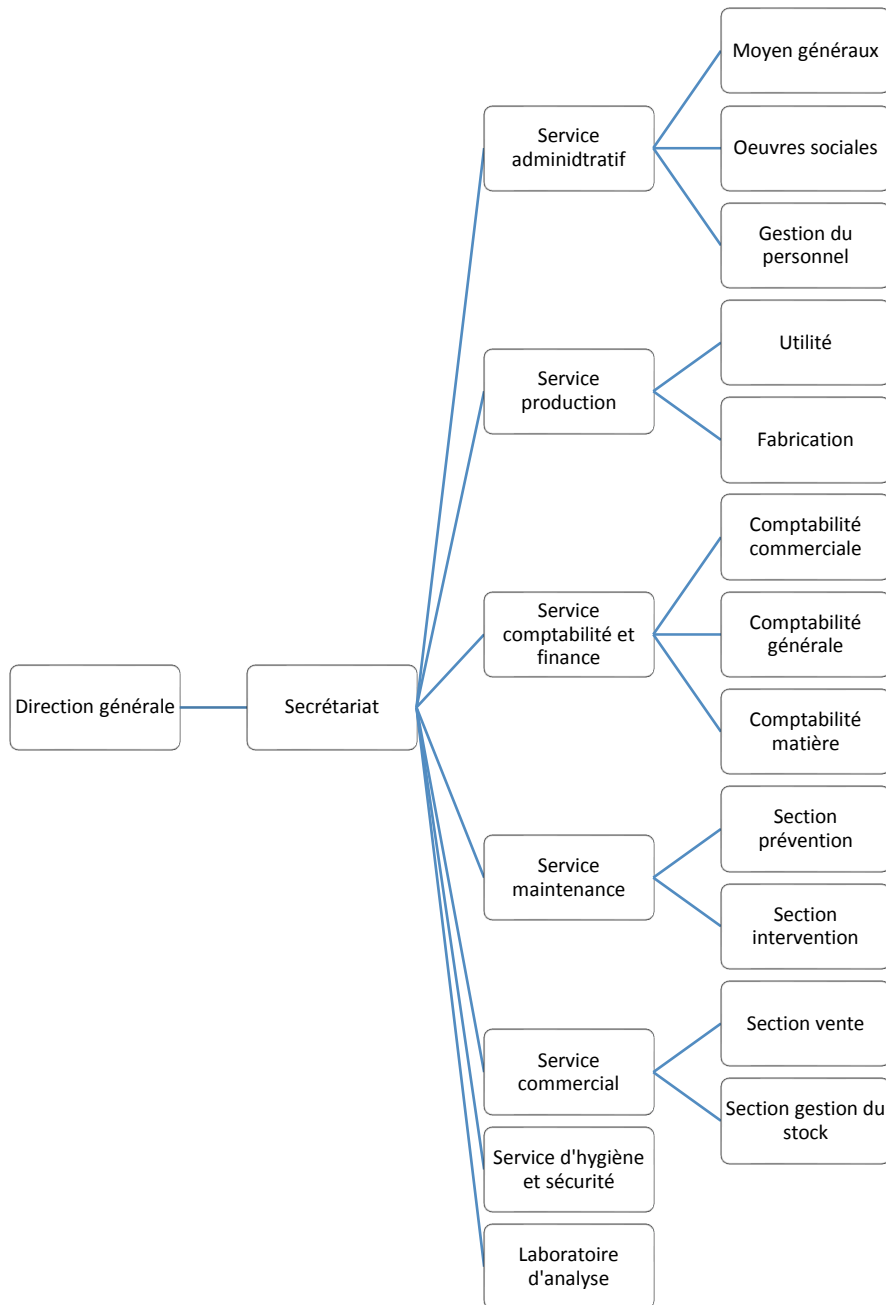 Direction générale
Secrétariat
Service
adminidtratif
Moyen généraux
Oeuvres sociales
Gestion du
personnel
Service
production
Utilité
Fabrication
Service
comptabilité et
finance
Comptabilité
commerciale
Comptabilité
générale
Comptabilité
matière
Service
maintenance
Section
prévention
Section
intervention
Service
commercial
Section vente
Section gestion du
stock
Service d'hygiène
et sécurité
Laboratoire
d'analyse